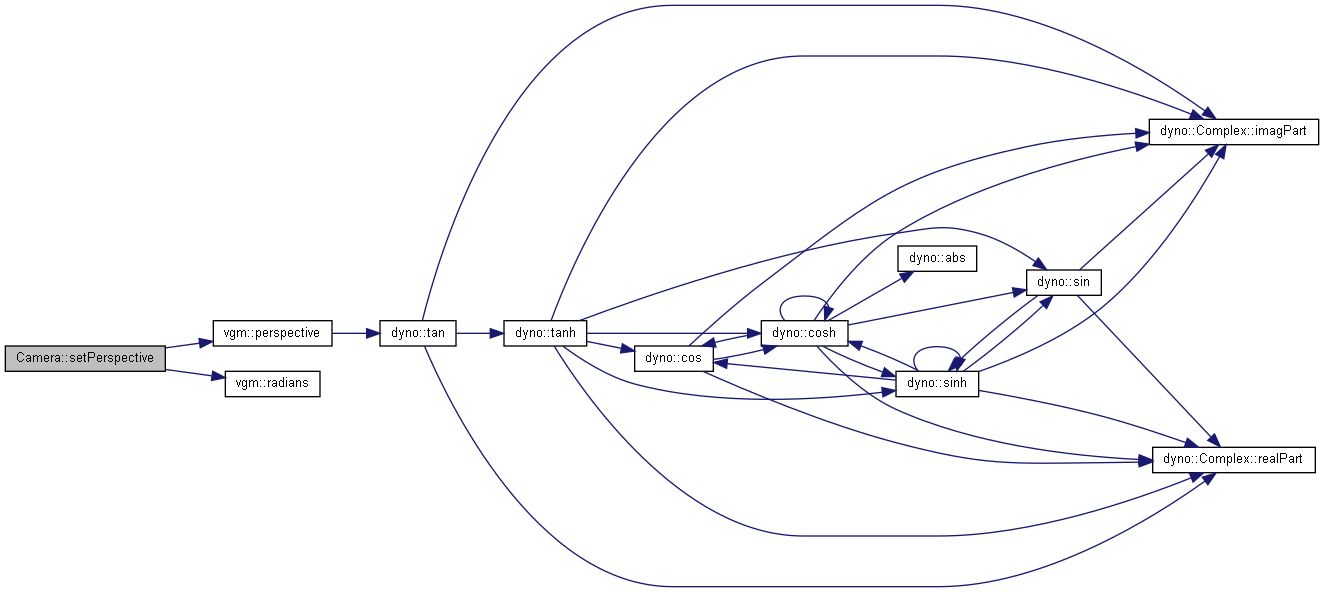 Camera::setPerspective
vgm::perspective
vgm::radians
dyno::tan
dyno::tanh
dyno::cos
dyno::cosh
dyno::abs
dyno::sinh
dyno::sin
dyno::Complex::imagPart
dyno::Complex::realPart